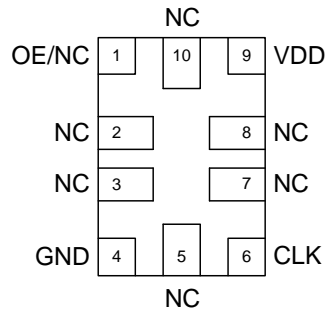 NC
OE/NC 1 10 9 VDD
NC 2 8 NC
NC 3 7 NC
GND 4 5 6 CLK
NC